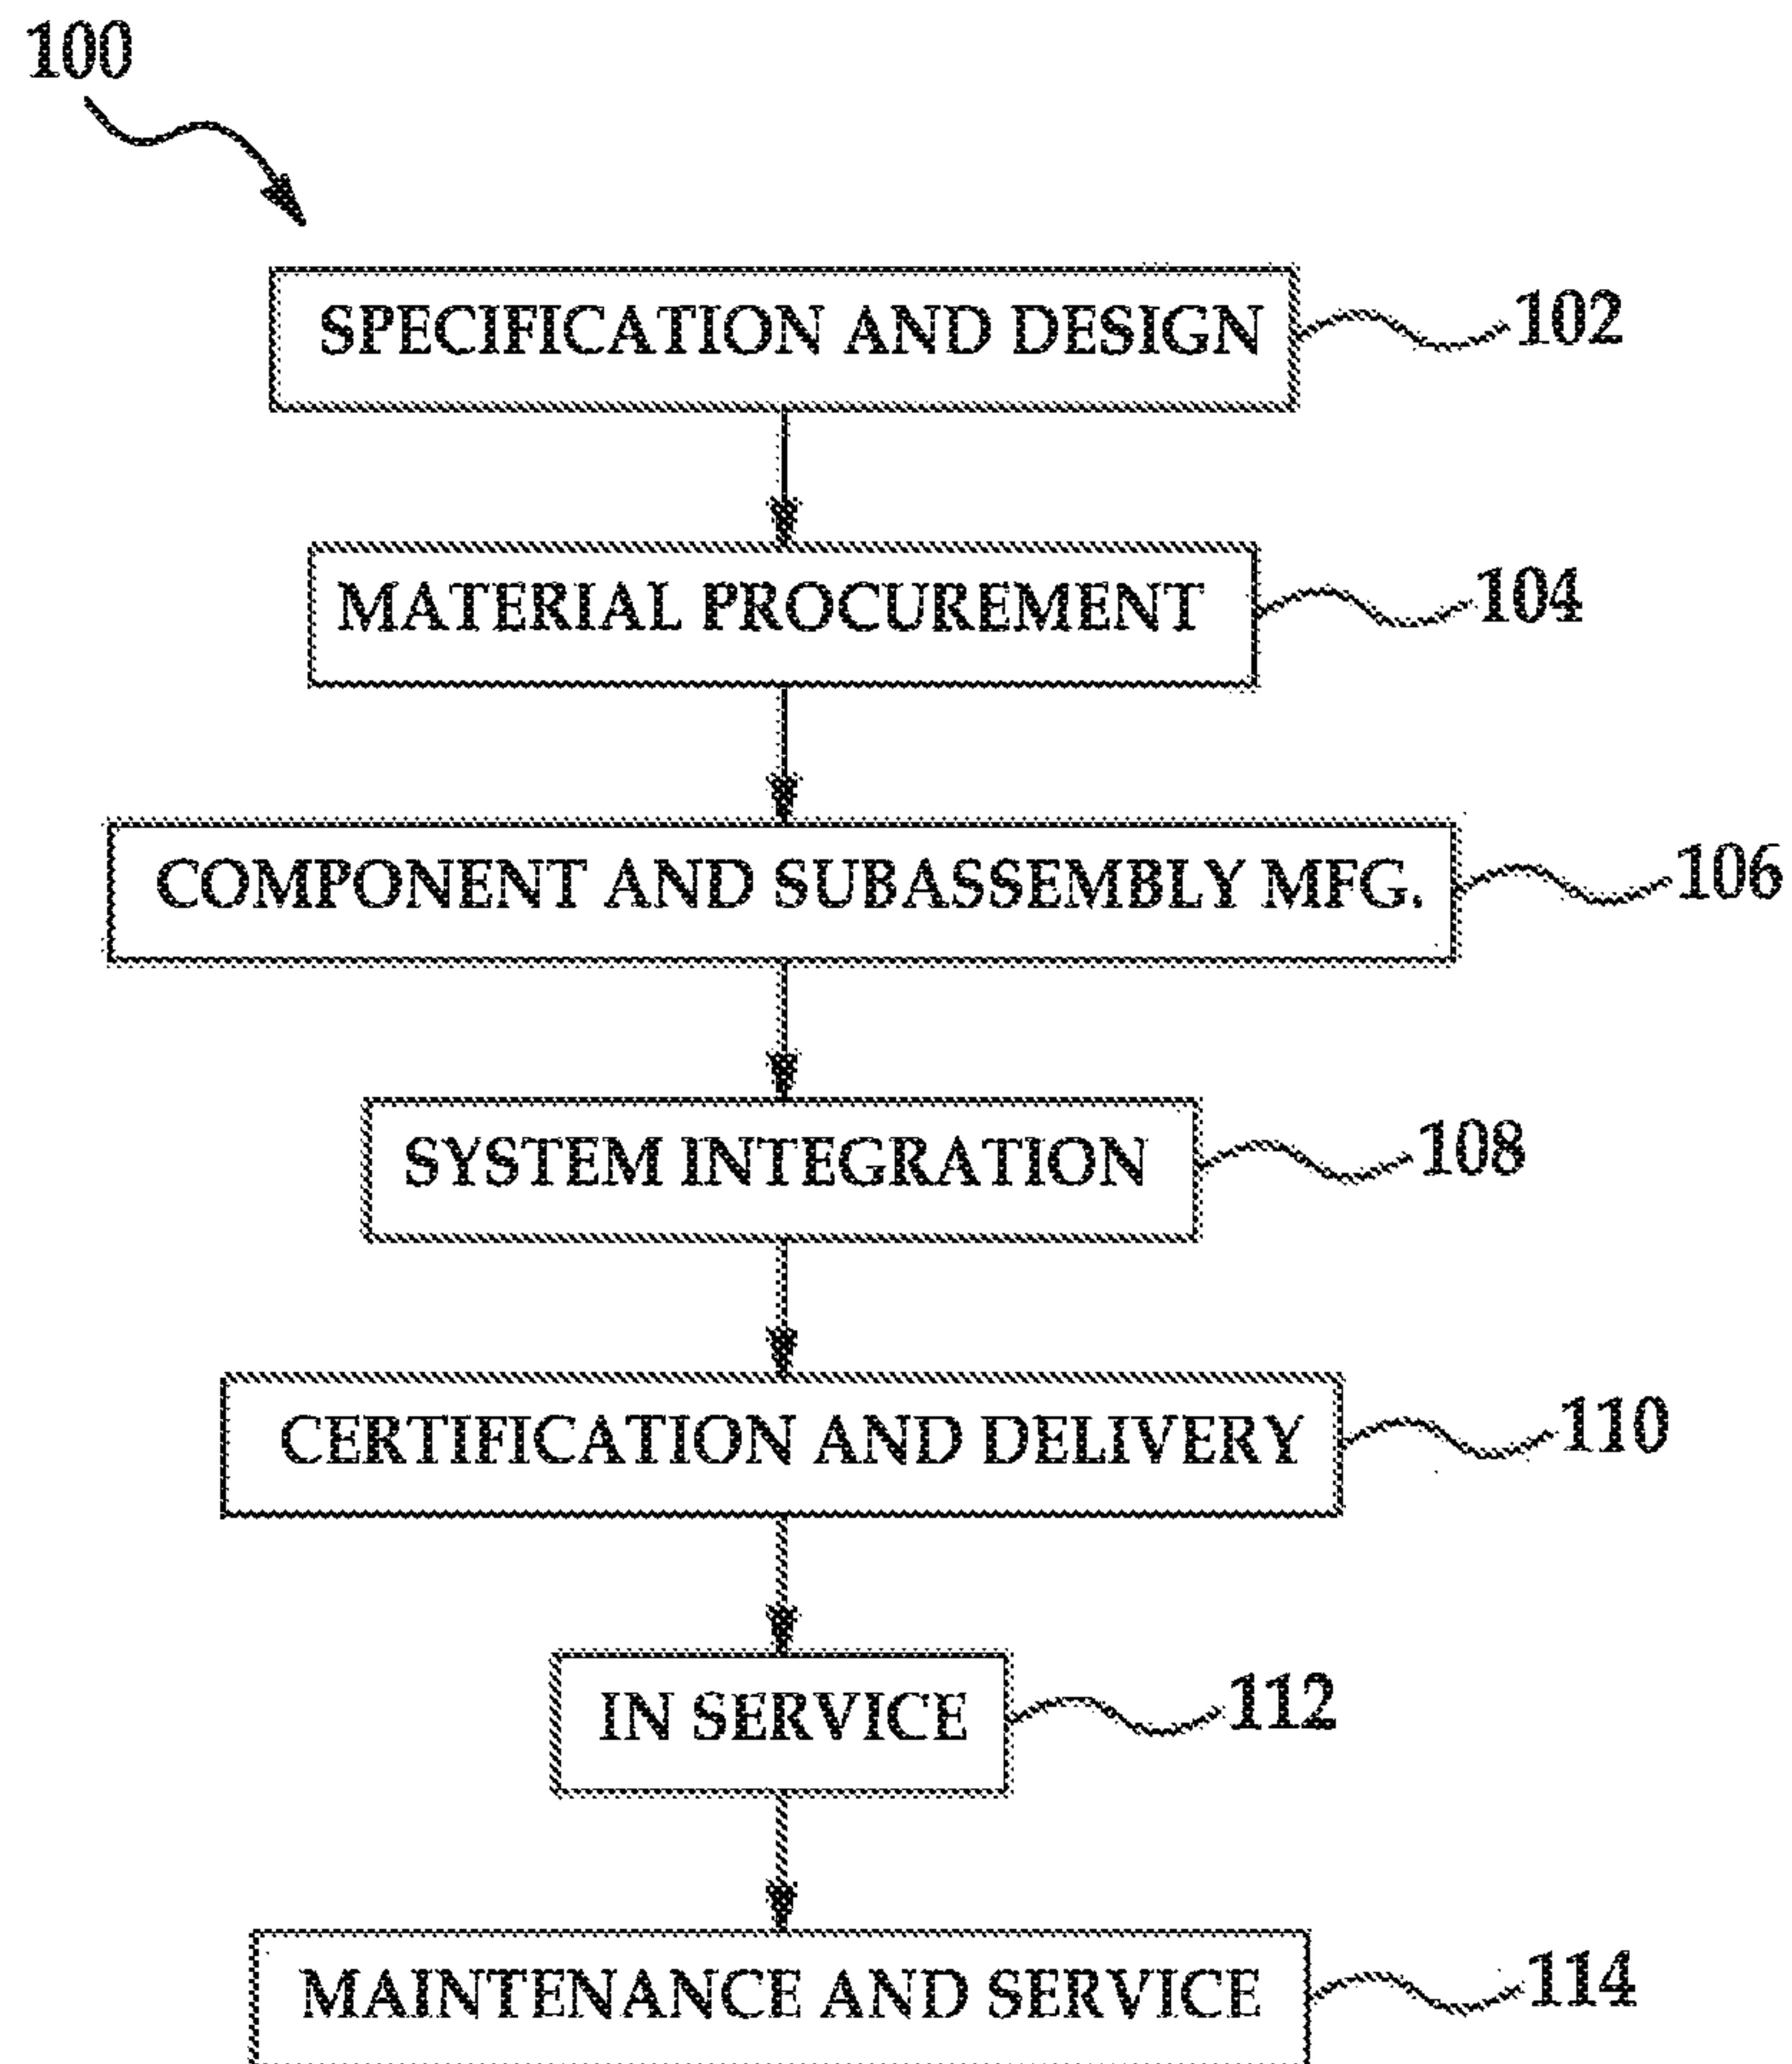 100
SPECIFICATION AND DESIGN 102
MATERIAL PROCUREMENT 104
COMPONENT AND SUBASSEMBLY MFG. 106
SYSTEM INTEGRATION 108
CERTIFICATION AND DELIVERY 110
IN SERVICE 112
MAINTENANCE AND SERVICE 114